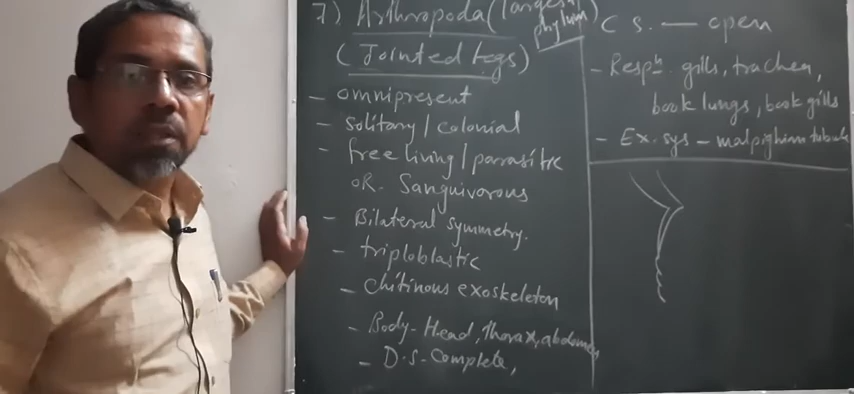 7) Arthropoda (largest phylum)
(Jointed legs)
- omnipresent
- solitary / colonial
- free living / parasitic
OR. Sanguivorous
- Bilateral symmetry.
- triploblastic
- chitinous exoskeleton
- Body - Head, Thorax, abdomen
- D.S - Complete,
C S. — open
- Respn. gills, trachea,
book lungs, book gills
- Ex. sys - malpighian tubule